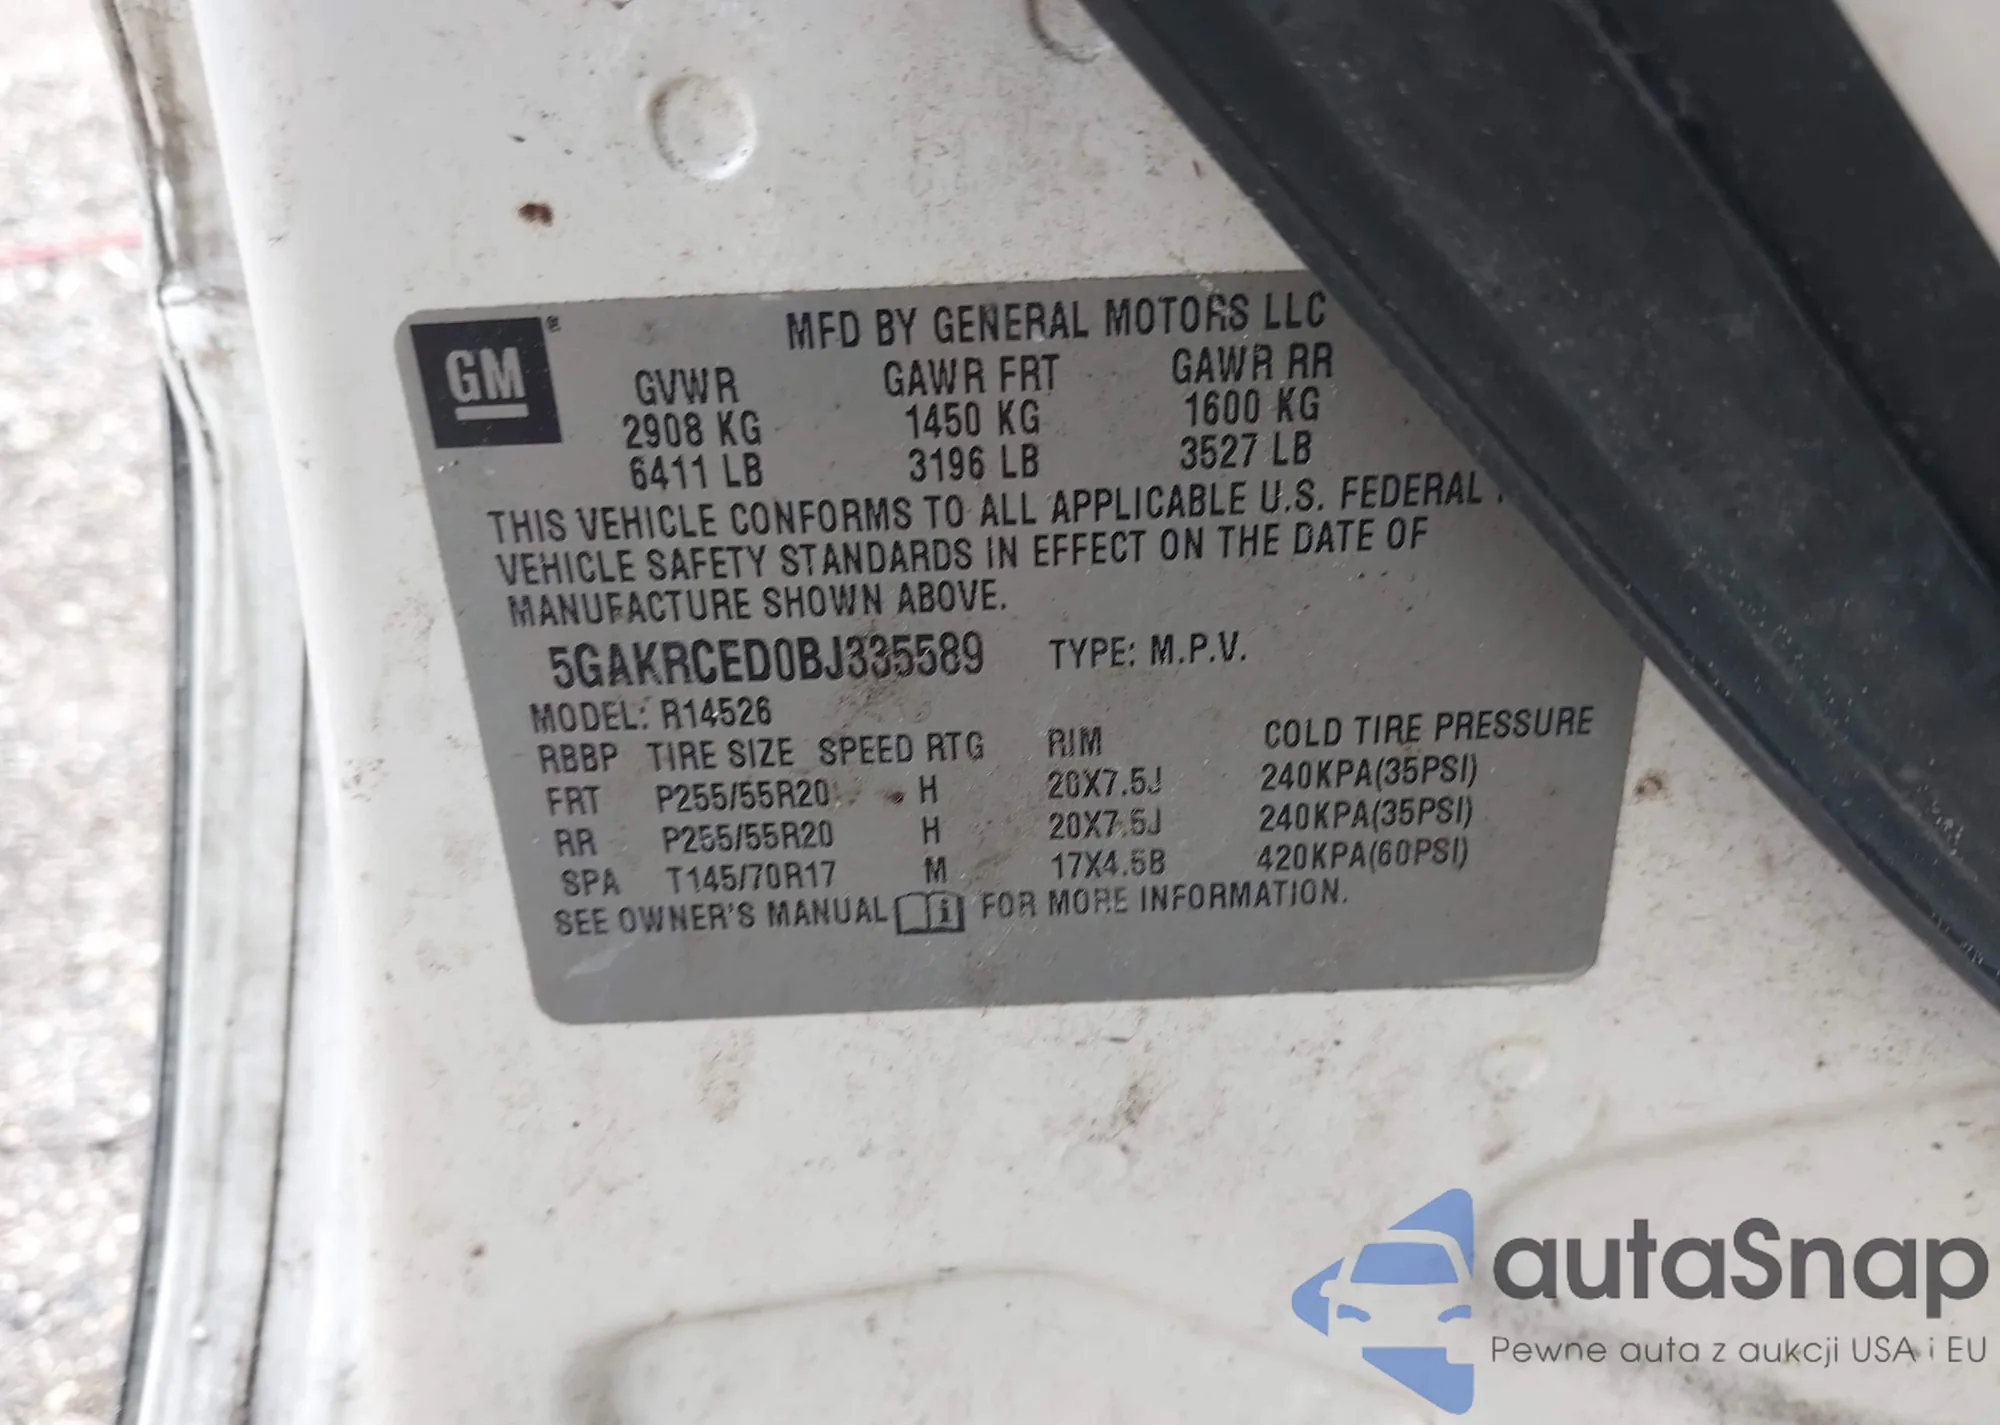 GM
MFD BY GENERAL MOTORS LLC
GVWR GAWR FRT GAWR RR
2908 KG 1450 KG 1600 KG
6411 LB 3196 LB 3527 LB
THIS VEHICLE CONFORMS TO ALL APPLICABLE U.S. FEDERAL
VEHICLE SAFETY STANDARDS IN EFFECT ON THE DATE OF
MANUFACTURE SHOWN ABOVE.
5GAKRCED0BJ335589 TYPE: M.P.V.
MODEL: R14526
RBBP TIRE SIZE SPEED RTG RIM COLD TIRE PRESSURE
FRT P255/55R20 H 20X7.5J 240KPA(35PSI)
RR P255/55R20 H 20X7.5J 240KPA(35PSI)
SPA T145/70R17 M 17X4.5B 420KPA(60PSI)
SEE OWNER'S MANUAL i FOR MORE INFORMATION.
autaSnap
Pewne auta z aukcji USA i EU